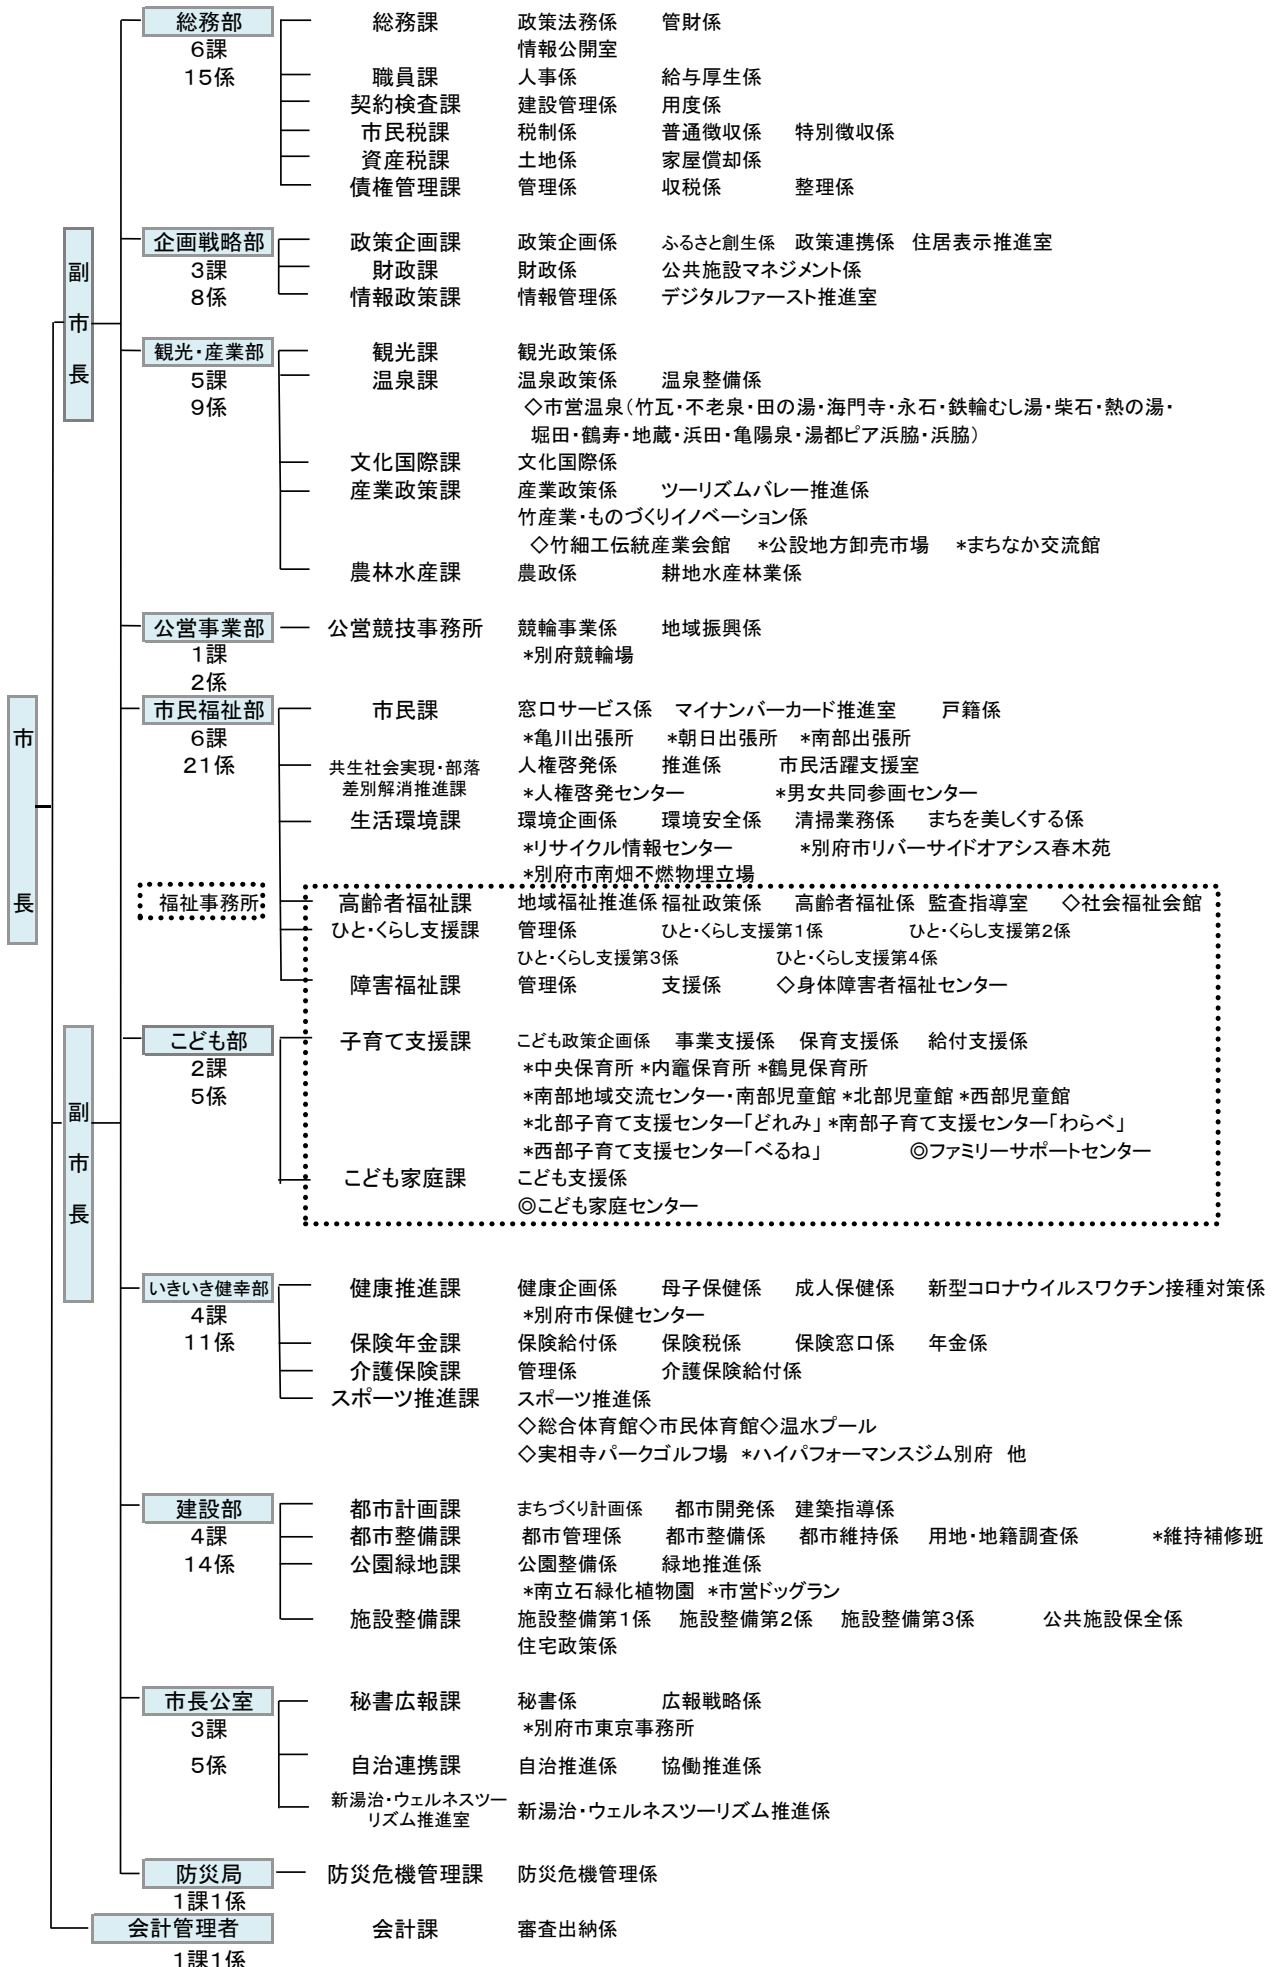 総務部 総務課 政策法務係 管財係
6課 情報公開室
15係 職員課 人事係 給与厚生係
契約検査課 建設管理係 用度係
市民税課 税制係 普通徴収係 特別徴収係
資産税課 土地係 家屋償却係
債権管理課 管理係 収税係 整理係
副市長
企画戦略部 政策企画課 政策企画係 ふるさと創生係 政策連携係 住居表示推進室
3課 財政課 財政係 公共施設マネジメント係
8係 情報政策課 情報管理係 デジタルファースト推進室
観光・産業部 観光課 観光政策係
5課 温泉課 温泉政策係 温泉整備係
9係 ◇市営温泉(竹瓦・不老泉・田の湯・海門寺・永石・鉄輪むし湯・柴石・熱の湯・
堀田・鶴寿・地蔵・浜田・亀陽泉・湯都ピア浜脇・浜脇)
文化国際課 文化国際係
産業政策課 産業政策係 ツーリズムバレー推進係
竹産業・ものづくりイノベーション係
◇竹細工伝統産業会館 *公設地方卸売市場 *まちなか交流館
農林水産課 農政係 耕地水産林業係
公営事業部 公営競技事務所 競輪事業係 地域振興係
1課 *別府競輪場
2係
市長
市民福祉部 市民課 窓口サービス係 マイナンバーカード推進室 戸籍係
6課 *亀川出張所 *朝日出張所 *南部出張所
21係 共生社会実現・部落 人権啓発係 推進係 市民活躍支援室
差別解消推進課 *人権啓発センター *男女共同参画センター
生活環境課 環境企画係 環境安全係 清掃業務係 まちを美しくする係
*リサイクル情報センター *別府市リバーサイドオアシス春木苑
*別府市南畑不燃物埋立場
福祉事務所 高齢者福祉課 地域福祉推進係 福祉政策係 高齢者福祉係 監査指導室 ◇社会福祉会館
ひと・くらし支援課 管理係 ひと・くらし支援第1係 ひと・くらし支援第2係
ひと・くらし支援第3係 ひと・くらし支援第4係
障害福祉課 管理係 支援係 ◇身体障害者福祉センター
副市長
こども部 子育て支援課 こども政策企画係 事業支援係 保育支援係 給付支援係
2課 *中央保育所 *内竈保育所 *鶴見保育所
5係 *南部地域交流センター・南部児童館 *北部児童館 *西部児童館
*北部子育て支援センター「どれみ」 *南部子育て支援センター「わらべ」
*西部子育て支援センター「べるね」 ◎ファミリーサポートセンター
こども家庭課 こども支援係
◎こども家庭センター
いきいき健幸部 健康推進課 健康企画係 母子保健係 成人保健係 新型コロナウイルスワクチン接種対策係
4課 *別府市保健センター
11係 保険年金課 保険給付係 保険税係 保険窓口係 年金係
介護保険課 管理係 介護保険給付係
スポーツ推進課 スポーツ推進係
◇総合体育館◇市民体育館◇温水プール
◇実相寺パークゴルフ場 *ハイパフォーマンスジム別府 他
建設部 都市計画課 まちづくり計画係 都市開発係 建築指導係
4課 都市整備課 都市管理係 都市整備係 都市維持係 用地・地籍調査係 *維持補修班
14係 公園緑地課 公園整備係 緑地推進係
*南立石緑化植物園 *市営ドッグラン
施設整備課 施設整備第1係 施設整備第2係 施設整備第3係 公共施設保全係
住宅政策係
市長公室 秘書広報課 秘書係 広報戦略係
3課 *別府市東京事務所
5係 自治連携課 自治推進係 協働推進係
新湯治・ウェルネスツー
リズム推進室 新湯治・ウェルネスツーリズム推進係
防災局 防災危機管理課 防災危機管理係
1課1係
会計管理者 会計課 審査出納係
1課1係